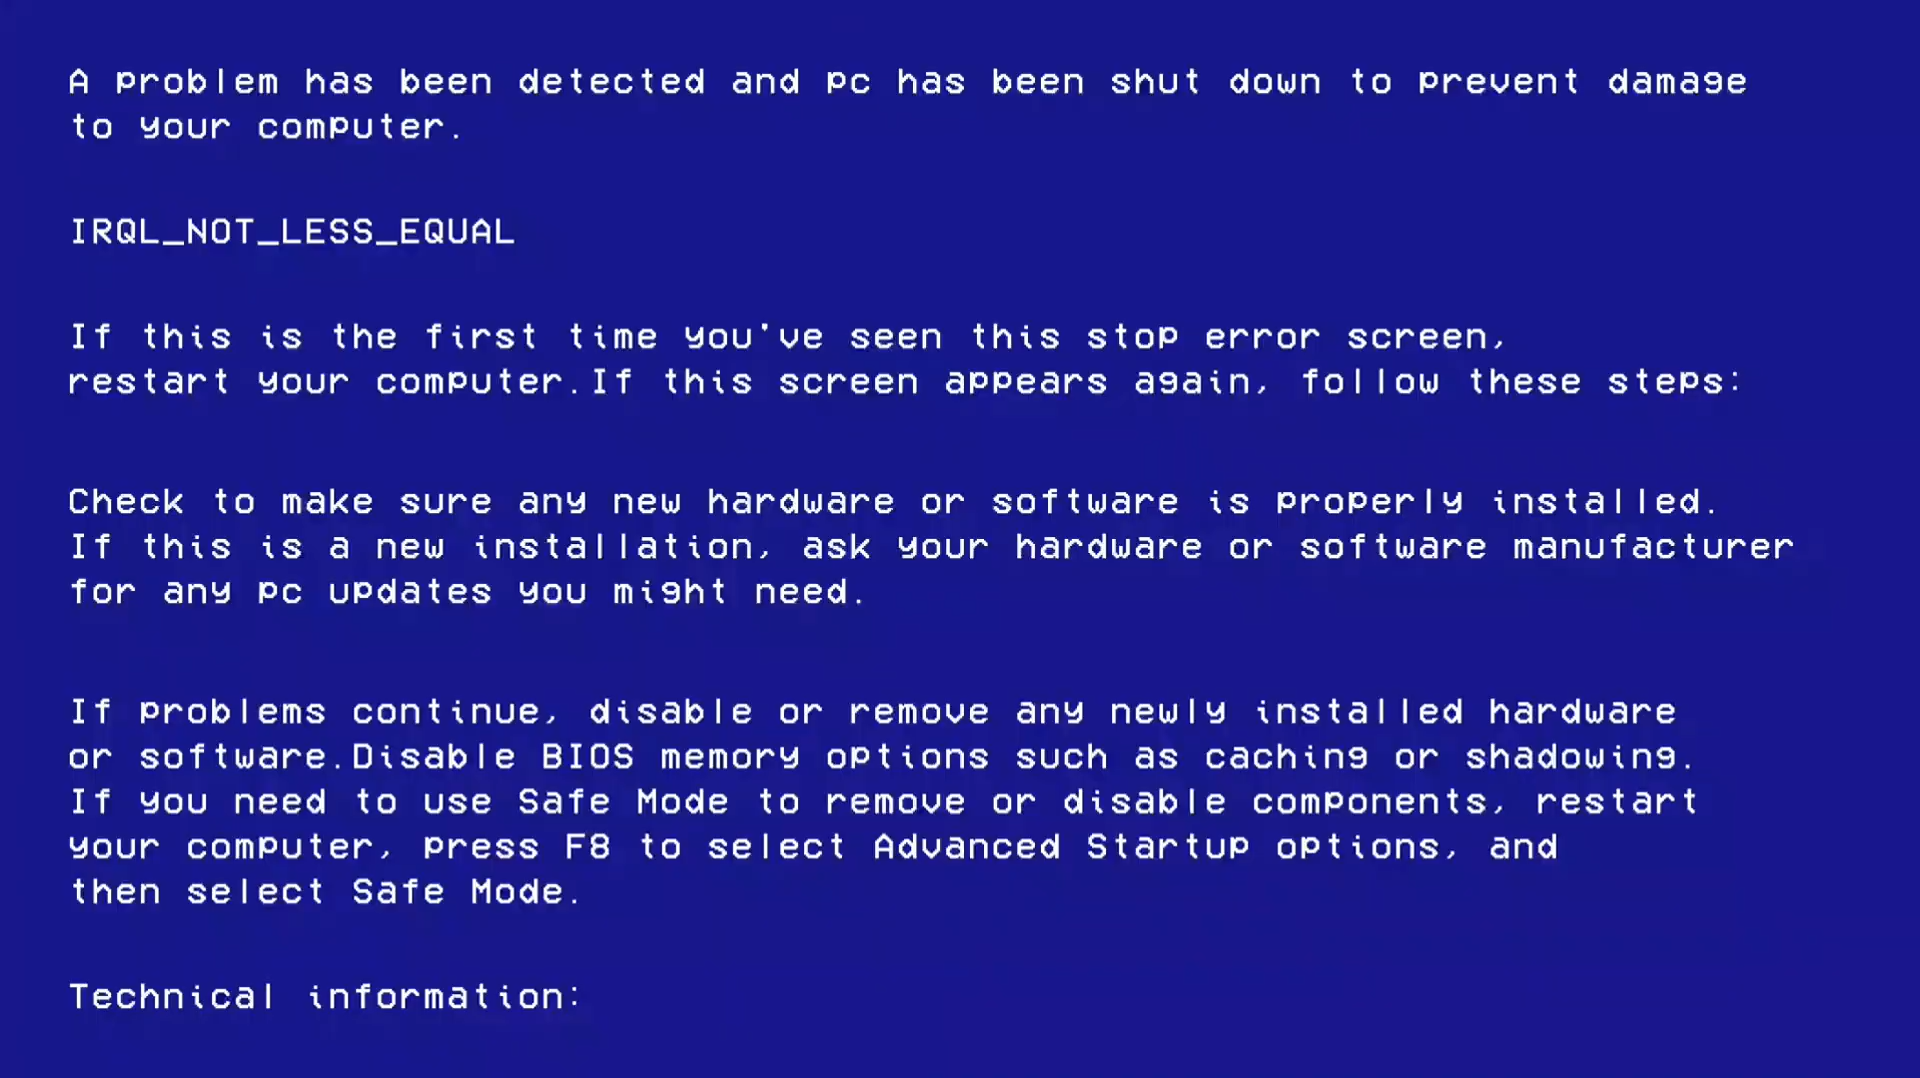 A problem has been detected and pc has been shut down to prevent damage
to your computer.
IRQL_NOT_LESS_EQUAL
If this is the first time you've seen this stop error screen,
restart your computer.If this screen appears again, follow these steps:
Check to make sure any new hardware or software is properly installed.
If this is a new installation, ask your hardware or software manufacturer
for any pc updates you might need.
If problems continue, disable or remove any newly installed hardware
or software.Disable BIOS memory options such as caching or shadowing.
If you need to use Safe Mode to remove or disable components, restart
your computer, press F8 to select Advanced Startup options, and
then select Safe Mode.
Technical information: